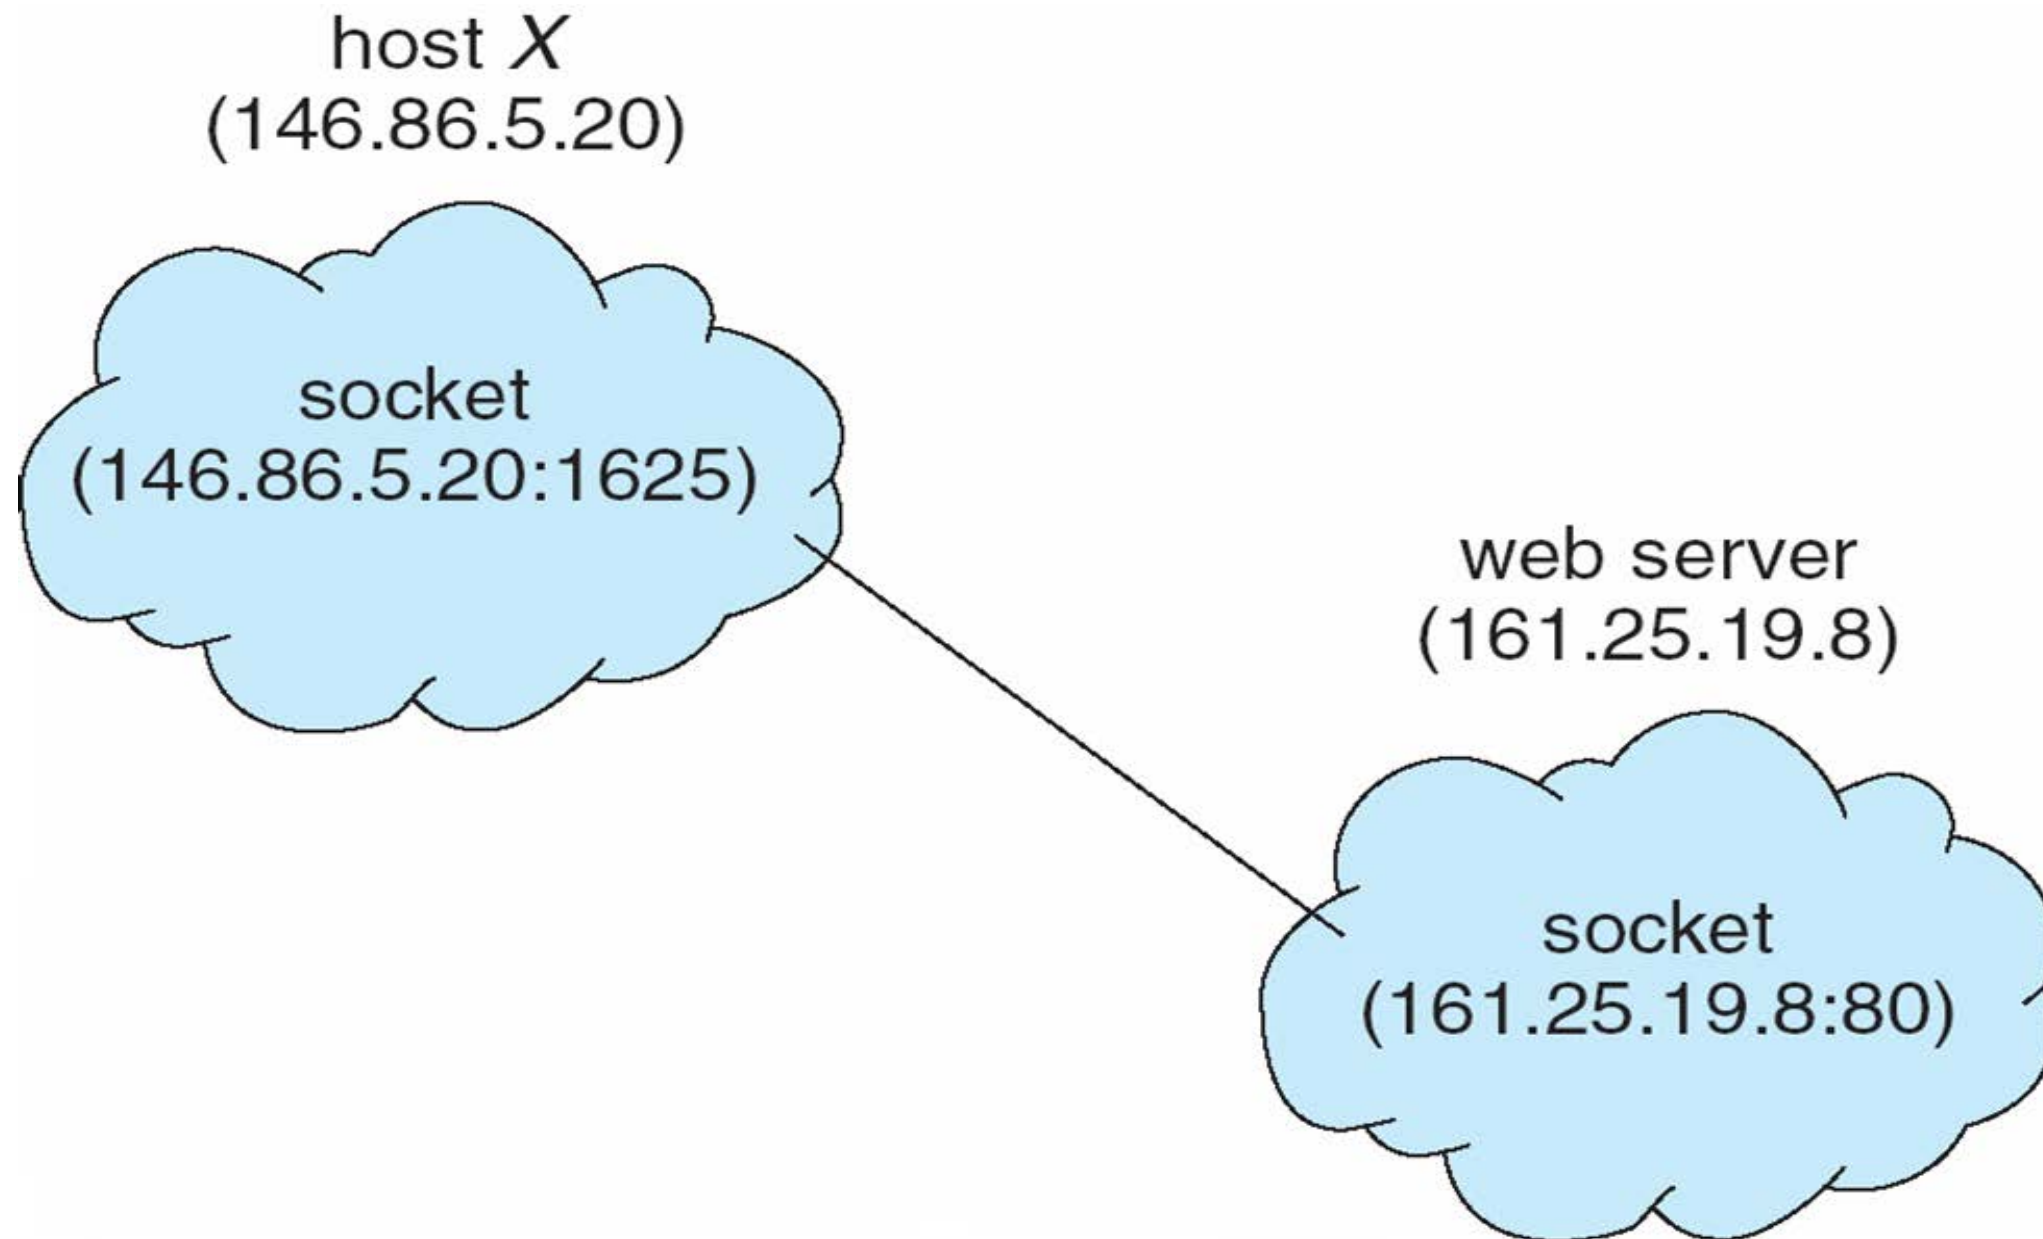 host X
(146.86.5.20)
socket
(146.86.5.20:1625)
web server
(161.25.19.8)
socket
(161.25.19.8:80)